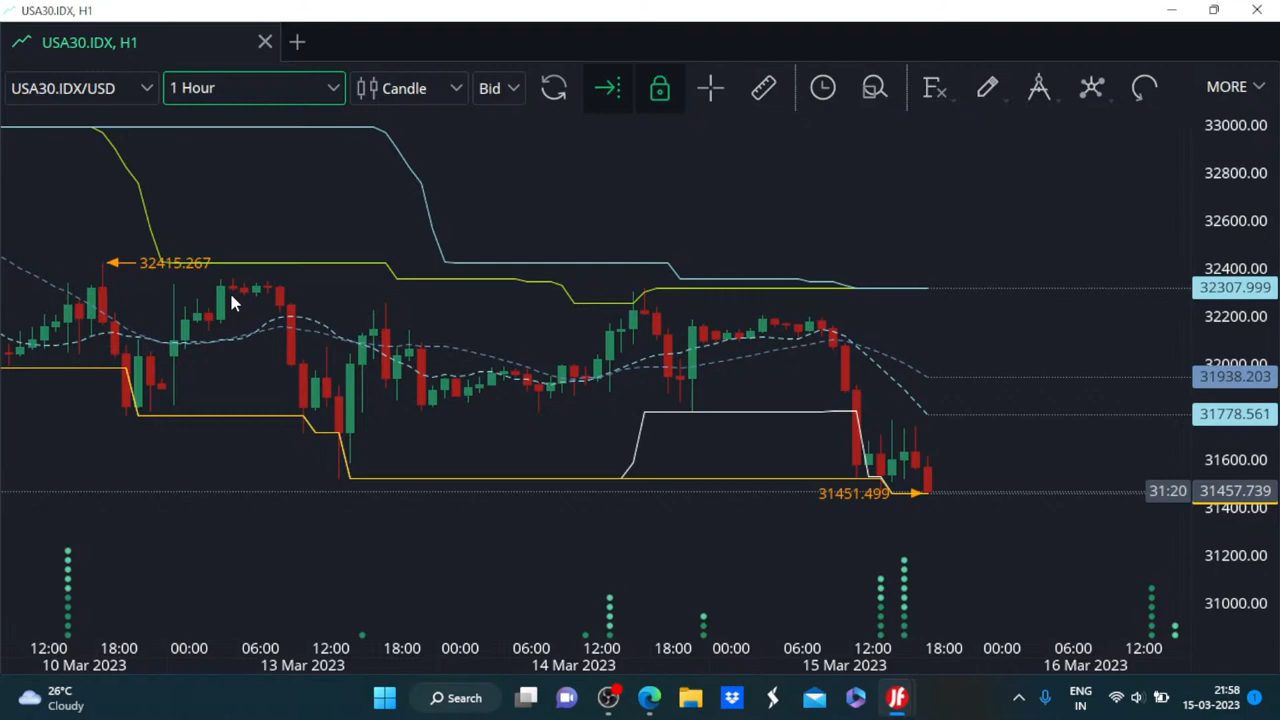 USA30.IDX, H1
USA30.IDX, H1
USA30.IDX/USD 1 Hour Candle Bid MORE
33000.00
32800.00
32600.00
32415.267
32400.00
32307.999
32200.00
32000.00
31938.203
31778.561
31600.00
31451.499 31:20 31457.739
31400.00
31200.00
31000.00
12:00 18:00 00:00 06:00 12:00 18:00 00:00 06:00 12:00 18:00 00:00 06:00 12:00 18:00 00:00 06:00 12:00
10 Mar 2023 13 Mar 2023 14 Mar 2023 15 Mar 2023 16 Mar 2023
26°C
Cloudy
Search
JF
ENG
IN
21:58
15-03-2023
1